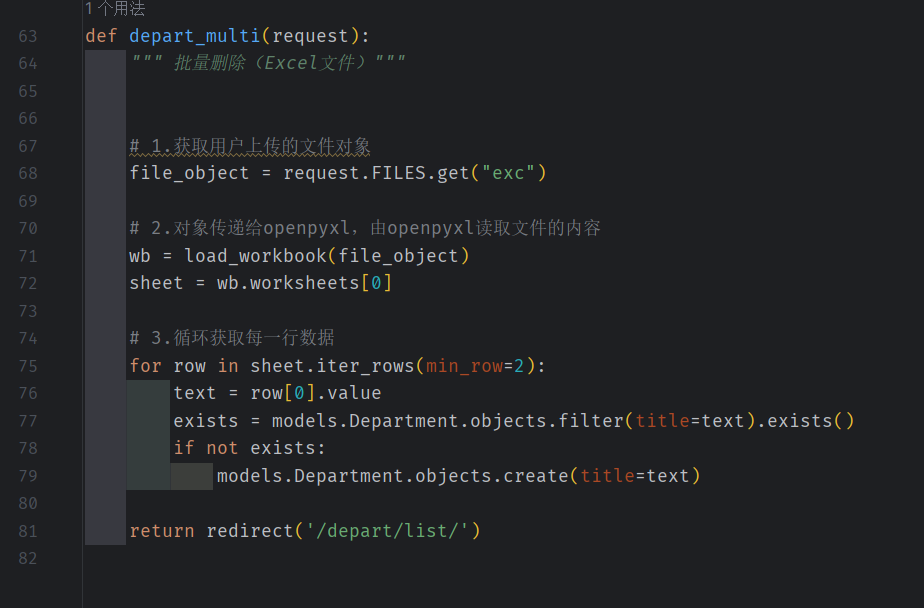 1 个用法
63 def depart_multi(request):
64 """ 批量删除（Excel文件）"""
65
66
67 # 1.获取用户上传的文件对象
68 file_object = request.FILES.get("exc")
69
70 # 2.对象传递给openpyxl，由openpyxl读取文件的内容
71 wb = load_workbook(file_object)
72 sheet = wb.worksheets[0]
73
74 # 3.循环获取每一行数据
75 for row in sheet.iter_rows(min_row=2):
76 text = row[0].value
77 exists = models.Department.objects.filter(title=text).exists()
78 if not exists:
79 models.Department.objects.create(title=text)
80
81 return redirect('/depart/list/')
82